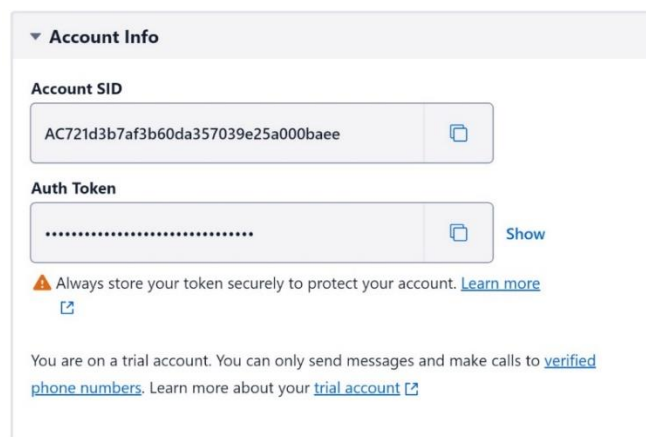 Account Info
Account SID
AC721d3b7af3b60da357039e25a000baee
Auth Token
••••••••••••••••••••••••••••••••
Show
Always store your token securely to protect your account. Learn more
You are on a trial account. You can only send messages and make calls to verified
phone numbers. Learn more about your trial account